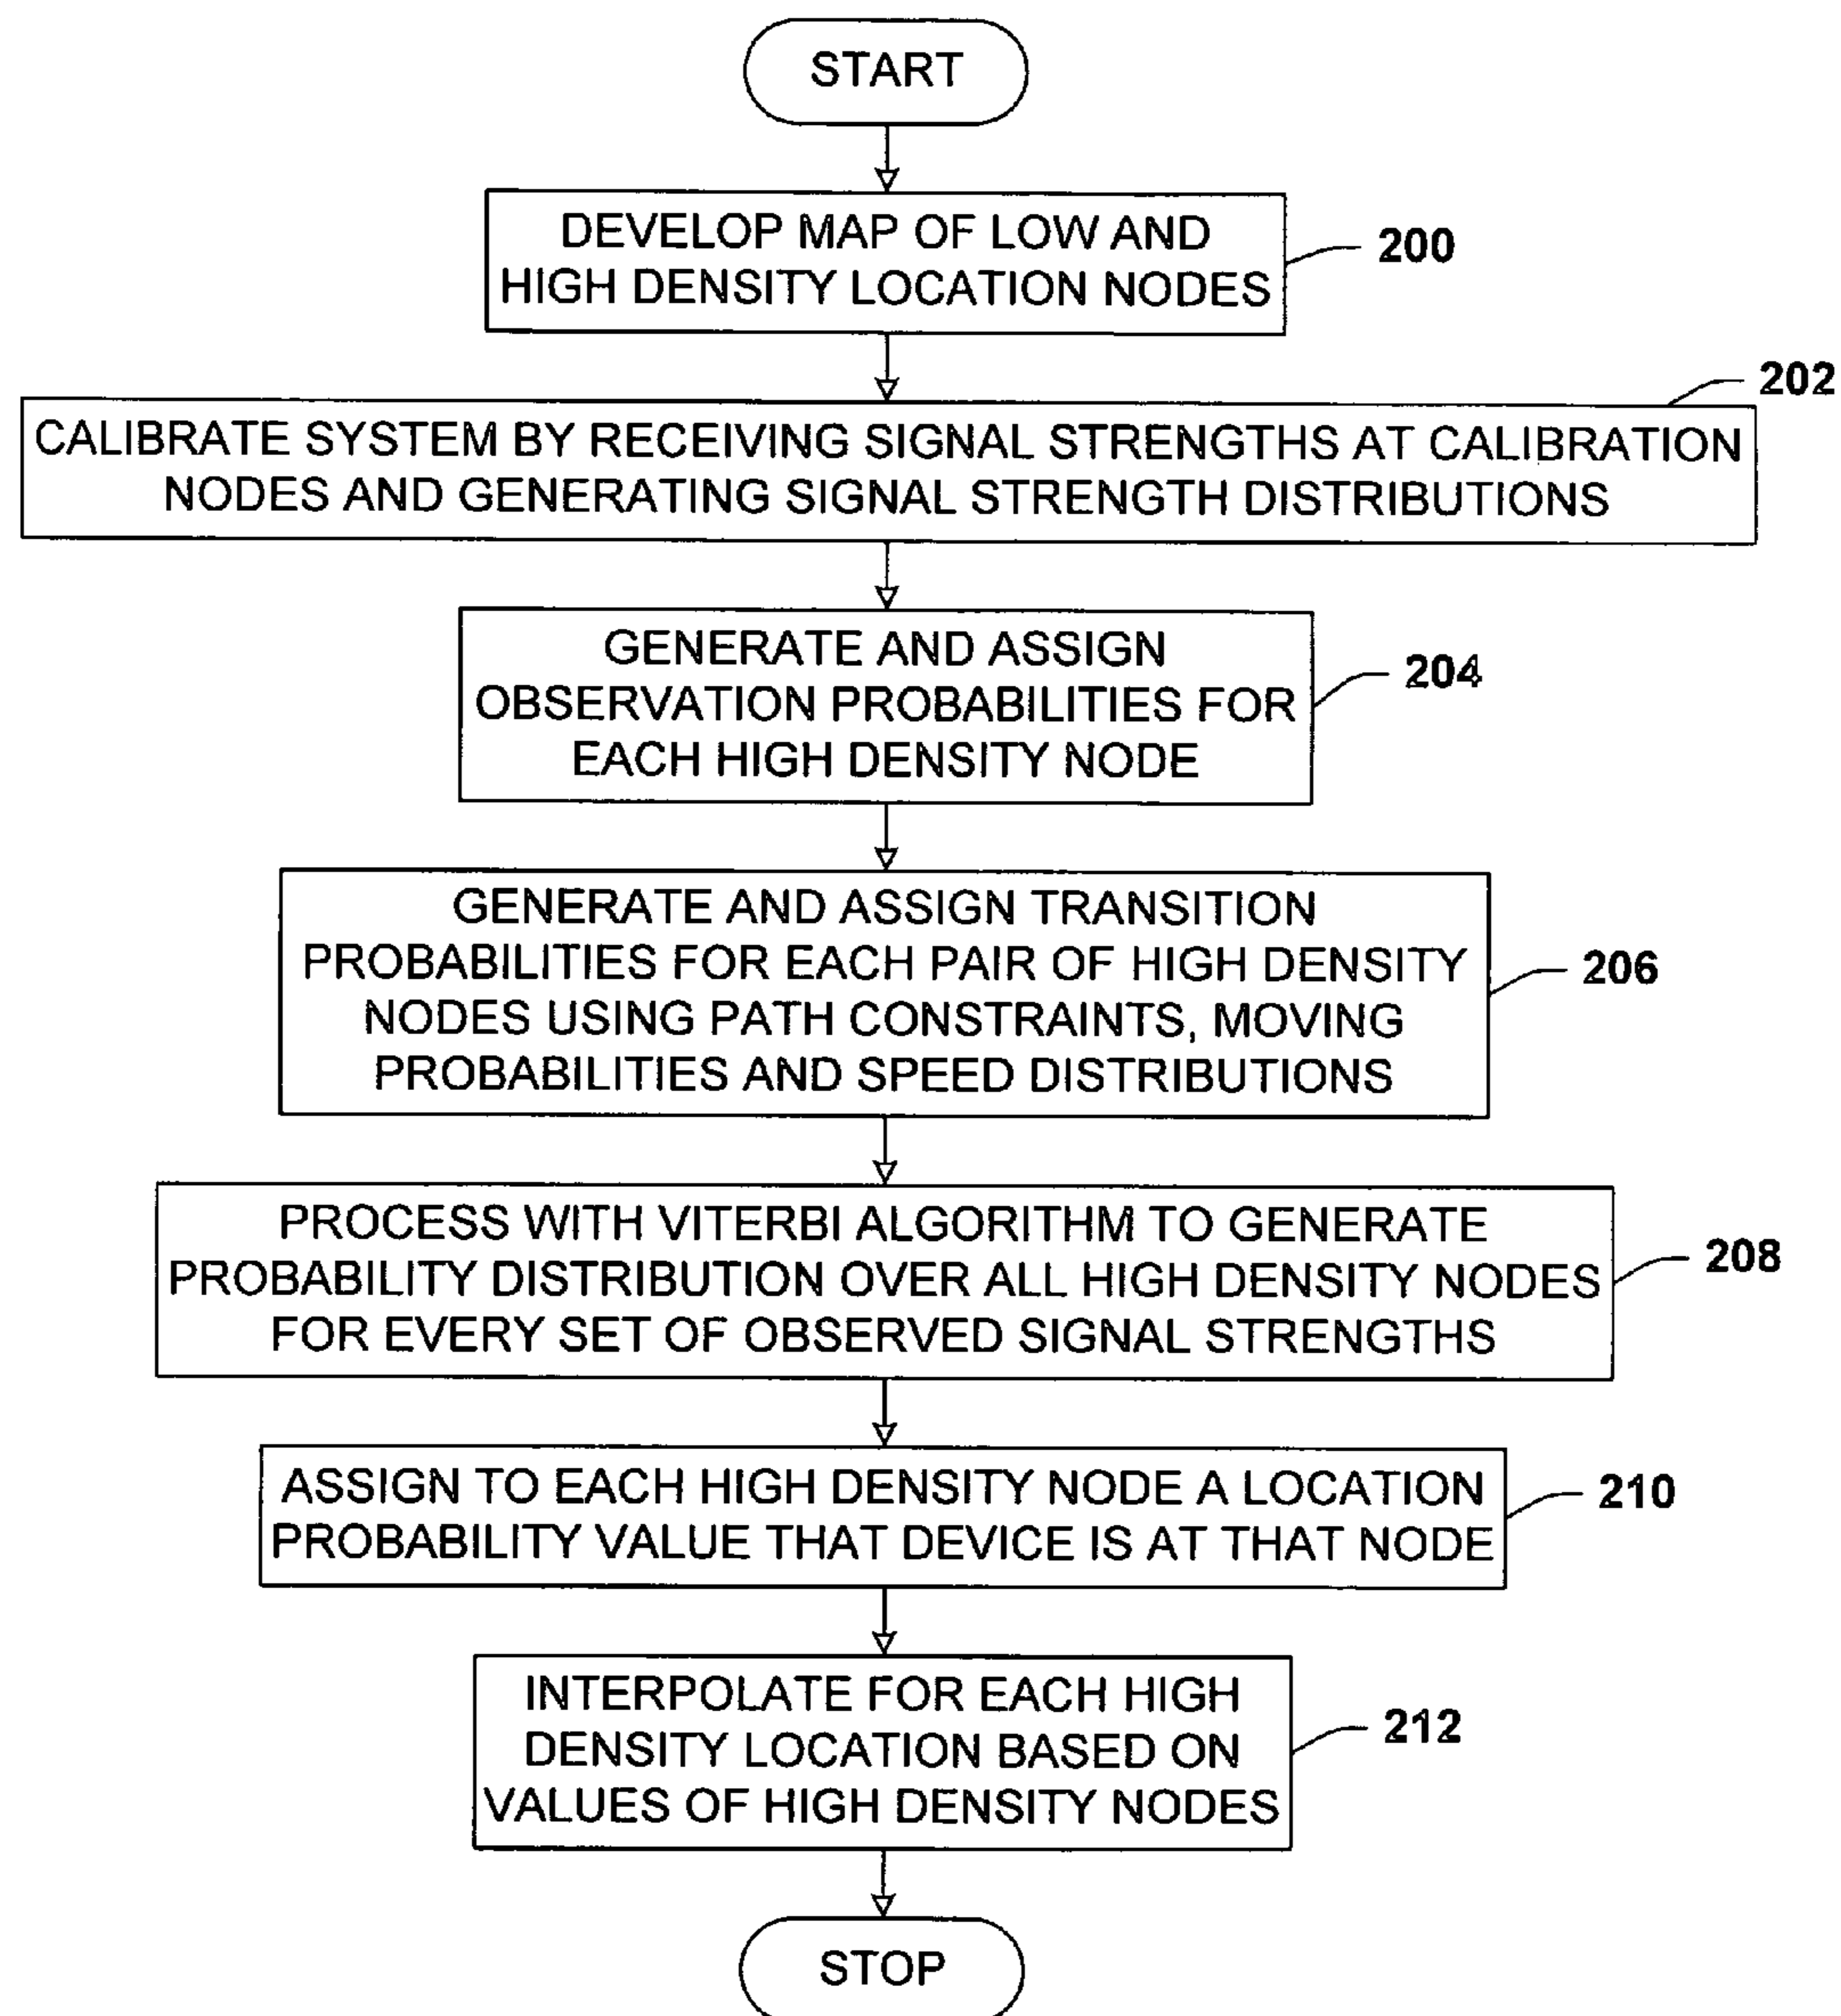 START
DEVELOP MAP OF LOW AND
HIGH DENSITY LOCATION NODES
200
202
CALIBRATE SYSTEM BY RECEIVING SIGNAL STRENGTHS AT CALIBRATION
NODES AND GENERATING SIGNAL STRENGTH DISTRIBUTIONS
GENERATE AND ASSIGN
OBSERVATION PROBABILITIES FOR
EACH HIGH DENSITY NODE
204
GENERATE AND ASSIGN TRANSITION
PROBABILITIES FOR EACH PAIR OF HIGH DENSITY
NODES USING PATH CONSTRAINTS, MOVING
PROBABILITIES AND SPEED DISTRIBUTIONS
206
PROCESS WITH VITERBI ALGORITHM TO GENERATE
PROBABILITY DISTRIBUTION OVER ALL HIGH DENSITY NODES
FOR EVERY SET OF OBSERVED SIGNAL STRENGTHS
208
ASSIGN TO EACH HIGH DENSITY NODE A LOCATION
PROBABILITY VALUE THAT DEVICE IS AT THAT NODE
210
INTERPOLATE FOR EACH HIGH
DENSITY LOCATION BASED ON
VALUES OF HIGH DENSITY NODES
212
STOP